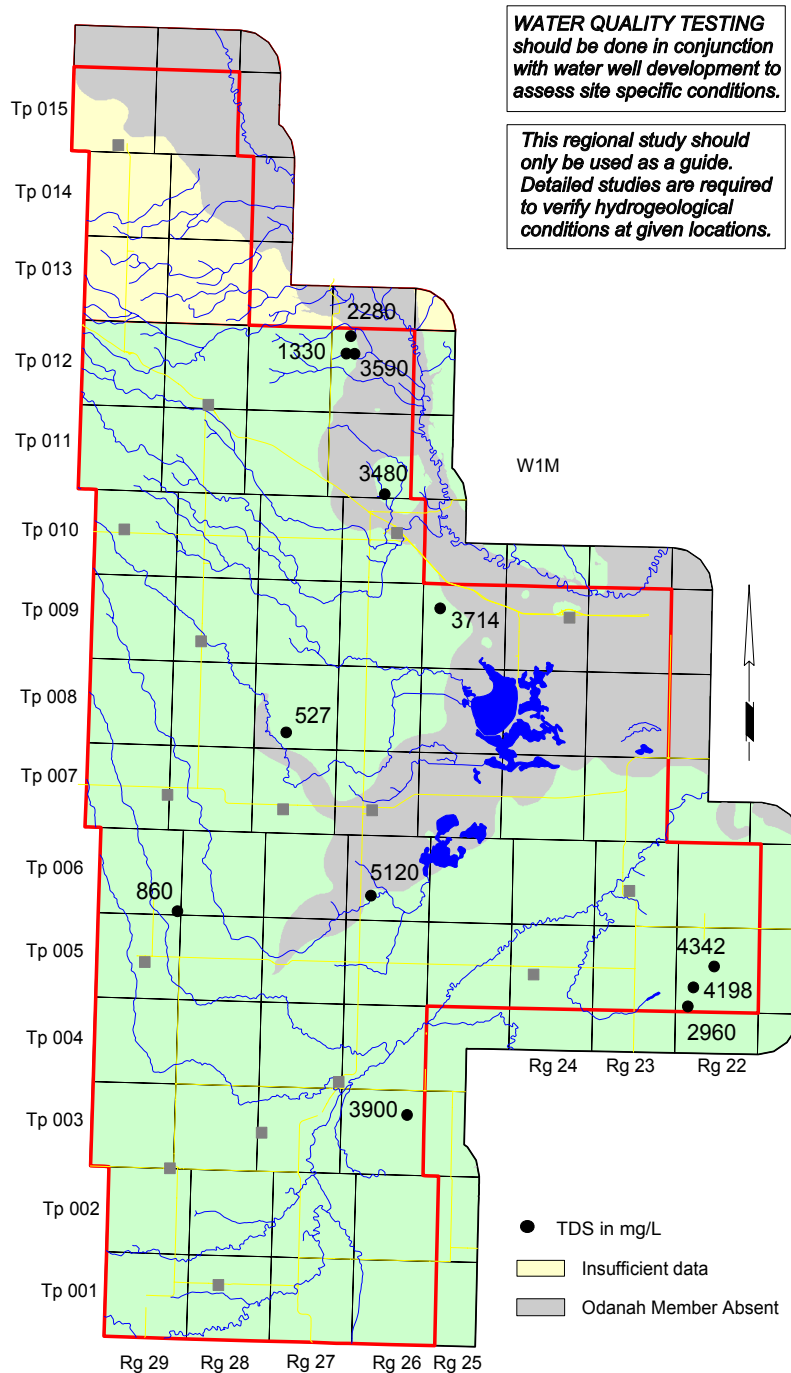 WATER QUALITY TESTING
should be done in conjunction
with water well development to
assess site specific conditions.
This regional study should
only be used as a guide.
Detailed studies are required
to verify hydrogeological
conditions at given locations.
Tp 015
Tp 014
Tp 013
2280
1330
3590
Tp 012
Tp 011
3480
W1M
Tp 010
Tp 009
3714
Tp 008
527
Tp 007
Tp 006
860
5120
Tp 005
4342
4198
2960
Tp 004
Rg 24
Rg 23
Rg 22
Tp 003
3900
Tp 002
Tp 001
TDS in mg/L
Insufficient data
Odanah Member Absent
Rg 29
Rg 28
Rg 27
Rg 26
Rg 25